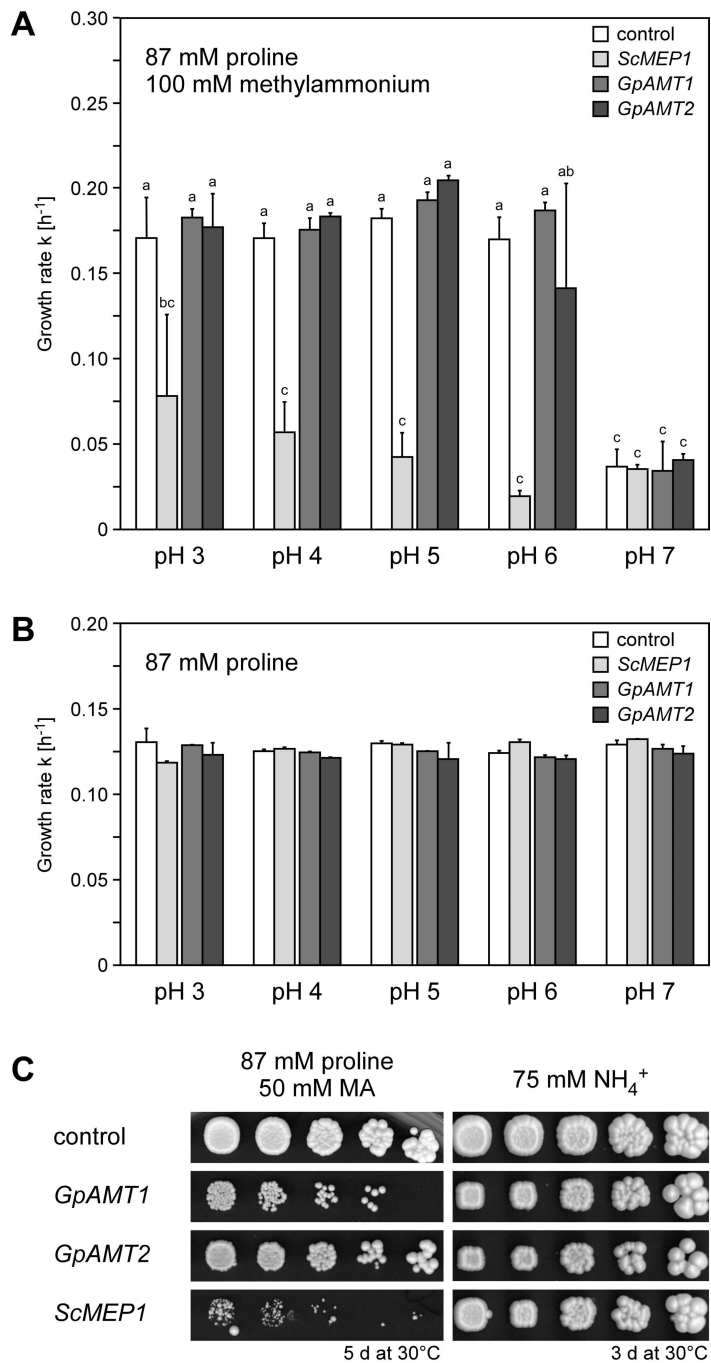 A
87 mM proline
100 mM methylammonium
control
ScMEP1
GpAMT1
GpAMT2
Growth rate k [h⁻¹]
0.30
0.25
0.20
0.15
0.10
0.05
0
a a a
bc
a a a
c
a a a
c
a a ab
c
c c c c
pH 3 pH 4 pH 5 pH 6 pH 7
B
87 mM proline
control
ScMEP1
GpAMT1
GpAMT2
Growth rate k [h⁻¹]
0.20
0.15
0.10
0.05
0
pH 3 pH 4 pH 5 pH 6 pH 7
C
87 mM proline
50 mM MA
75 mM NH₄⁺
control
GpAMT1
GpAMT2
ScMEP1
5 d at 30°C
3 d at 30°C